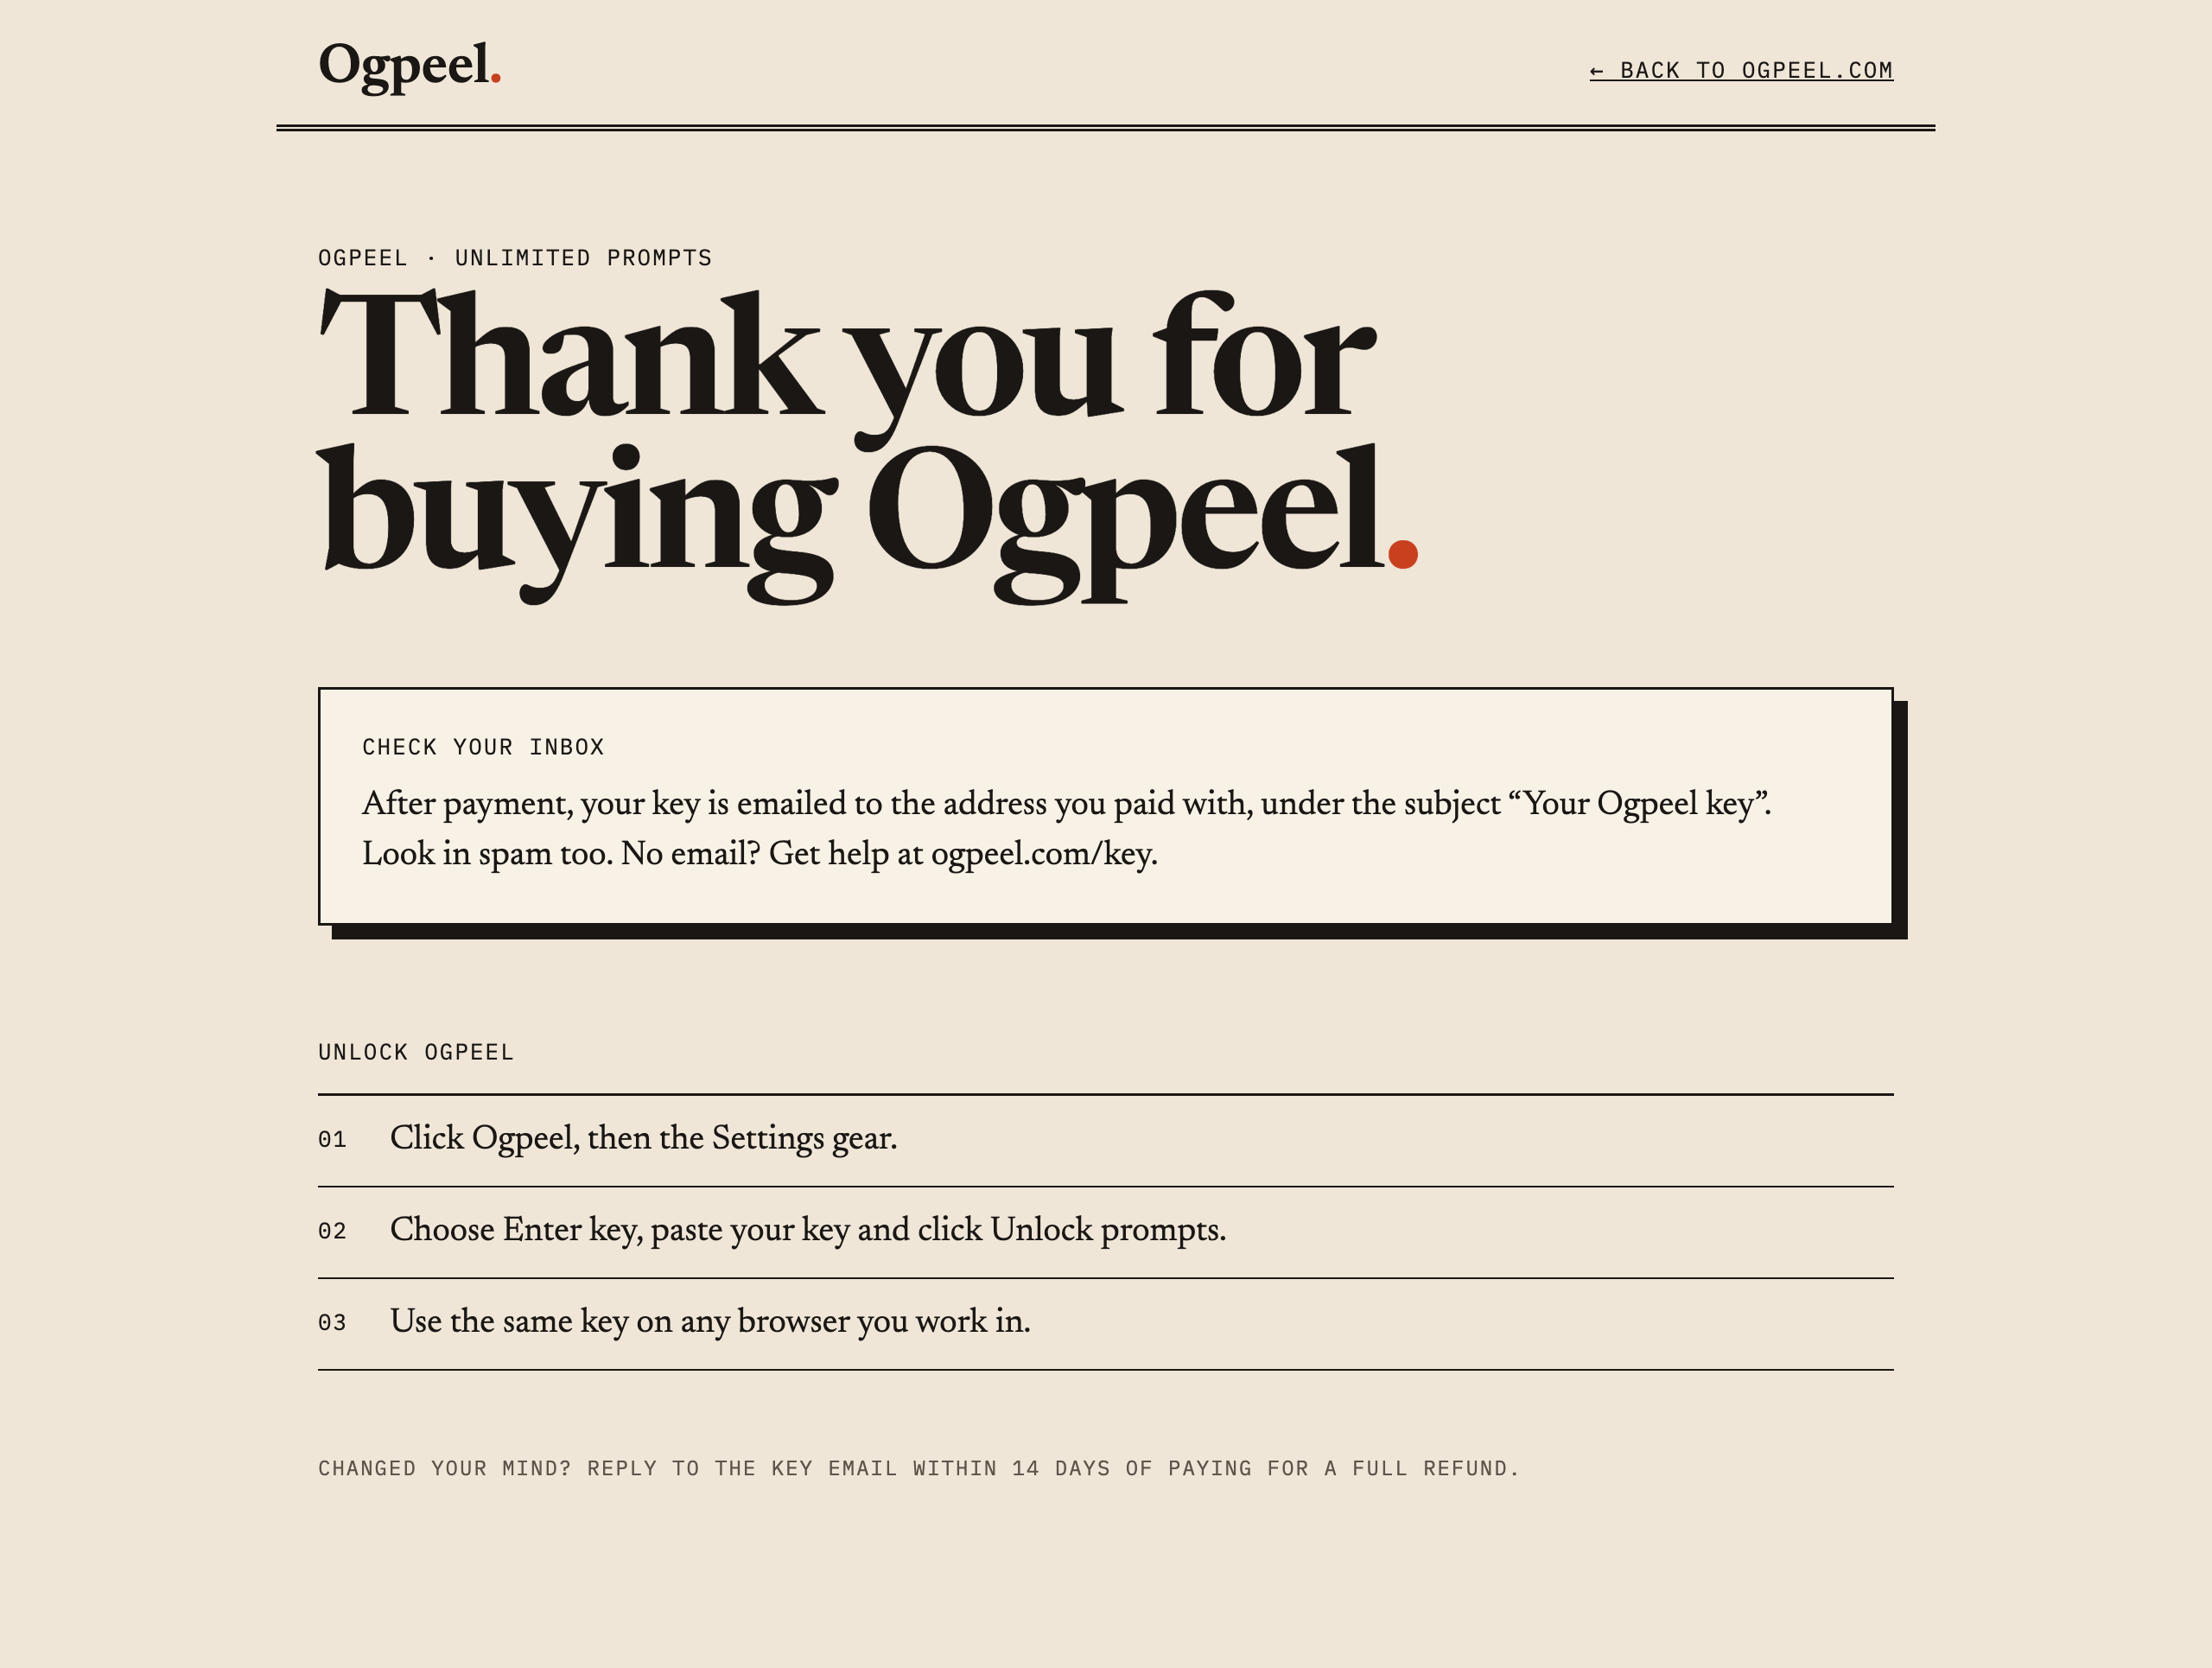 Ogpeel.
← BACK TO OGPEEL.COM
OGPEEL · UNLIMITED PROMPTS
Thank you for
buying Ogpeel.
CHECK YOUR INBOX
After payment, your key is emailed to the address you paid with, under the subject “Your Ogpeel key”.
Look in spam too. No email? Get help at ogpeel.com/key.
UNLOCK OGPEEL
01 Click Ogpeel, then the Settings gear.
02 Choose Enter key, paste your key and click Unlock prompts.
03 Use the same key on any browser you work in.
CHANGED YOUR MIND? REPLY TO THE KEY EMAIL WITHIN 14 DAYS OF PAYING FOR A FULL REFUND.